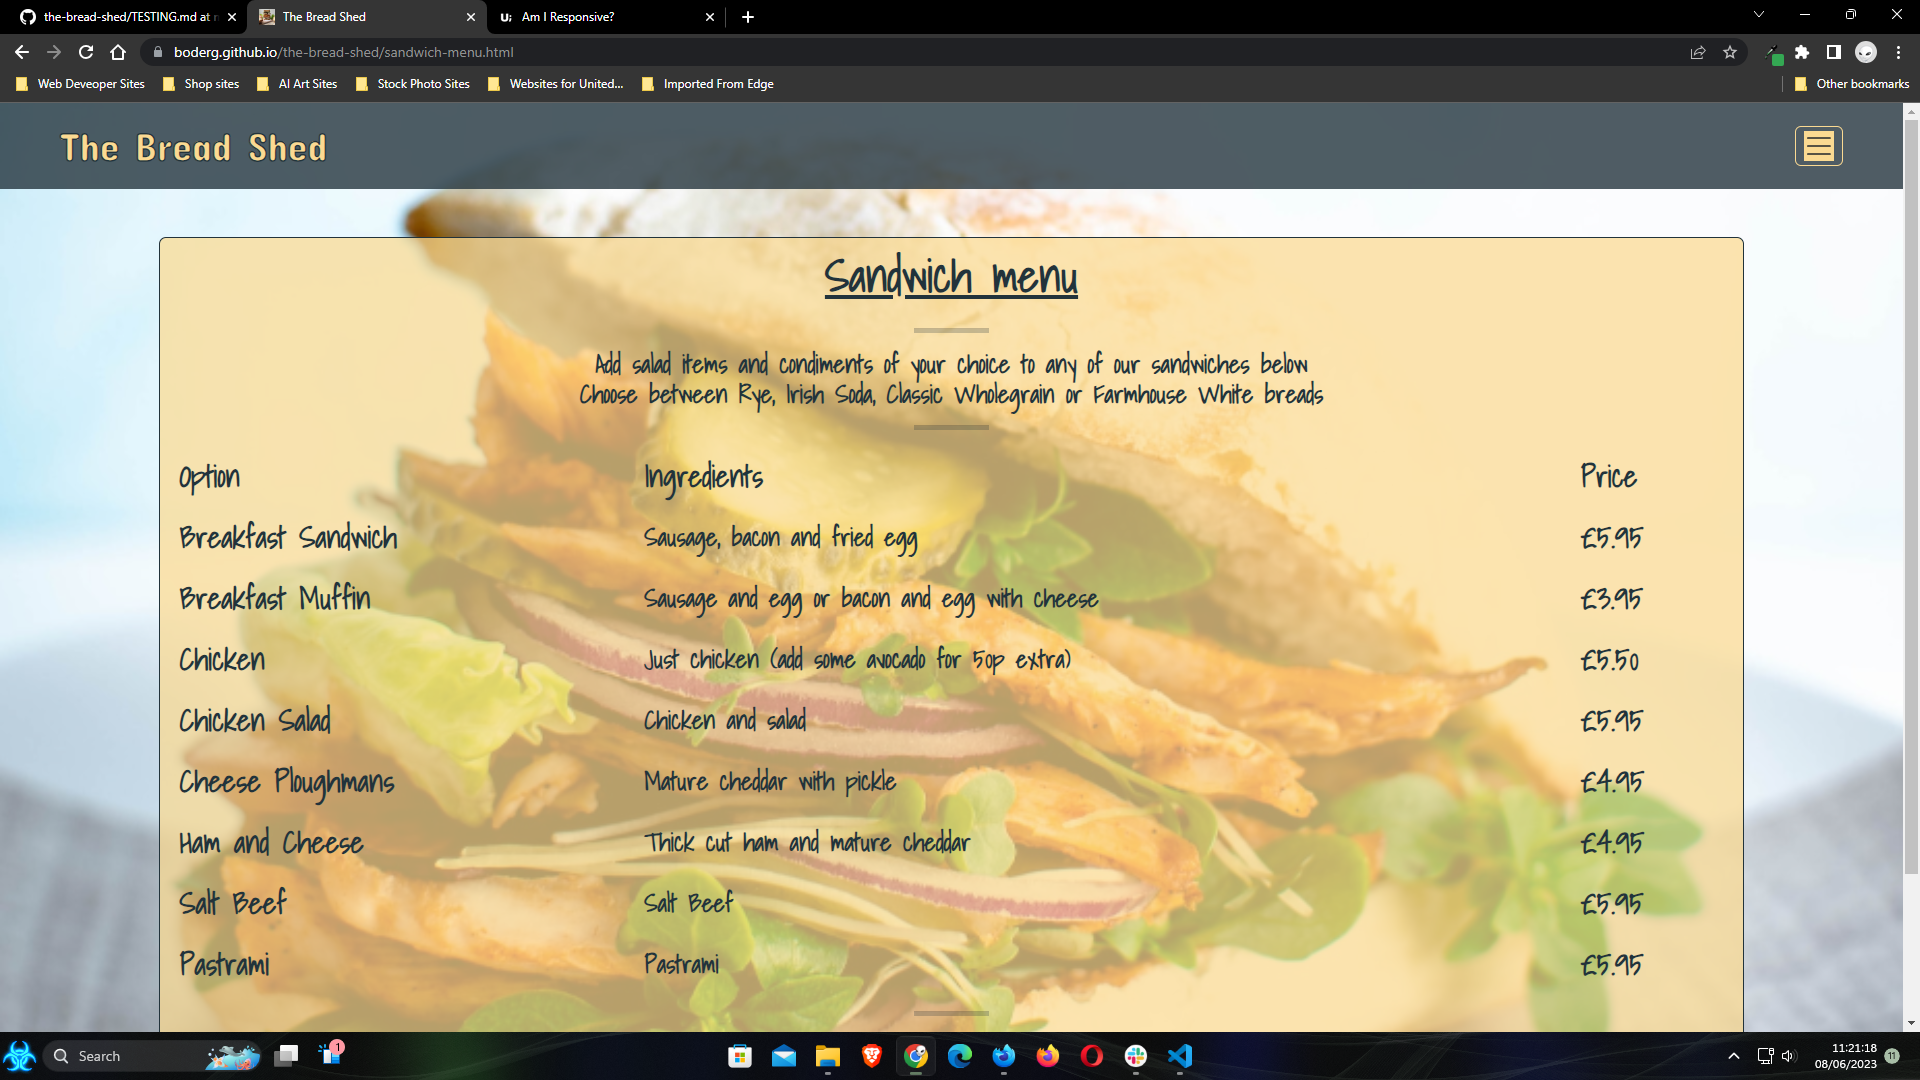 the-bread-shed/TESTING.md at
The Bread Shed
Am I Responsive?
boderg.github.io/the-bread-shed/sandwich-menu.html
Web Deveoper Sites
Shop sites
AI Art Sites
Stock Photo Sites
Websites for United...
Imported From Edge
Other bookmarks
The Bread Shed
Sandwich menu
Add salad items and condiments of your choice to any of our sandwiches below
Choose between Rye, Irish Soda, Classic Wholegrain or Farmhouse White breads
Option Ingredients Price
Breakfast Sandwich Sausage, bacon and fried egg £5.95
Breakfast Muffin Sausage and egg or bacon and egg with cheese £3.95
Chicken Just chicken (add some avocado for 50p extra) £5.50
Chicken Salad Chicken and salad £5.95
Cheese Ploughmans Mature cheddar with pickle £4.95
Ham and Cheese Thick cut ham and mature cheddar £4.95
Salt Beef Salt Beef £5.95
Pastrami Pastrami £5.95
Search
1
11:21:18
08/06/2023
11